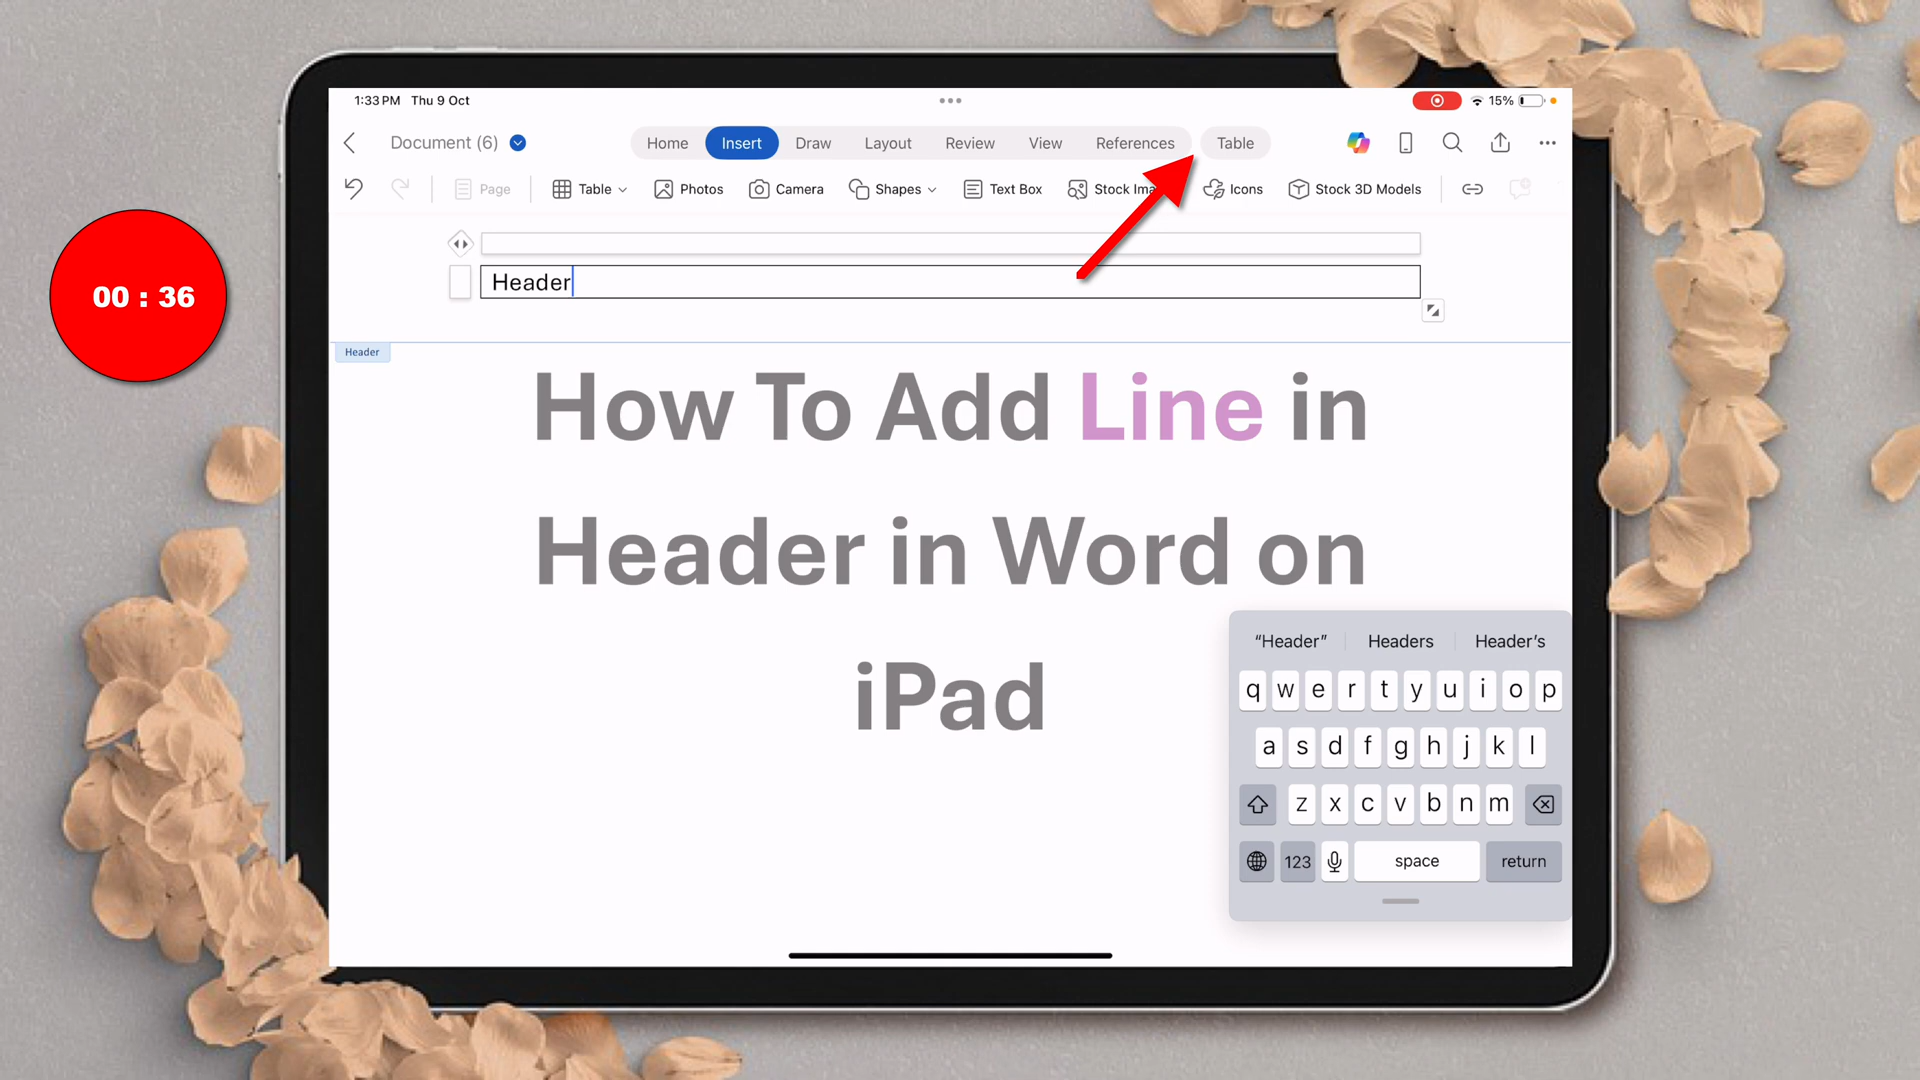 1:33 PM Thu 9 Oct
15%
Document (6)
Home Insert Draw Layout Review View References Table
Page Table Photos Camera Shapes Text Box Stock Ima Icons Stock 3D Models
00 : 36
Header
Header
How To Add Line in
Header in Word on
iPad
“Header” Headers Header’s
q w e r t y u i o p
a s d f g h j k l
z x c v b n m
123 space return